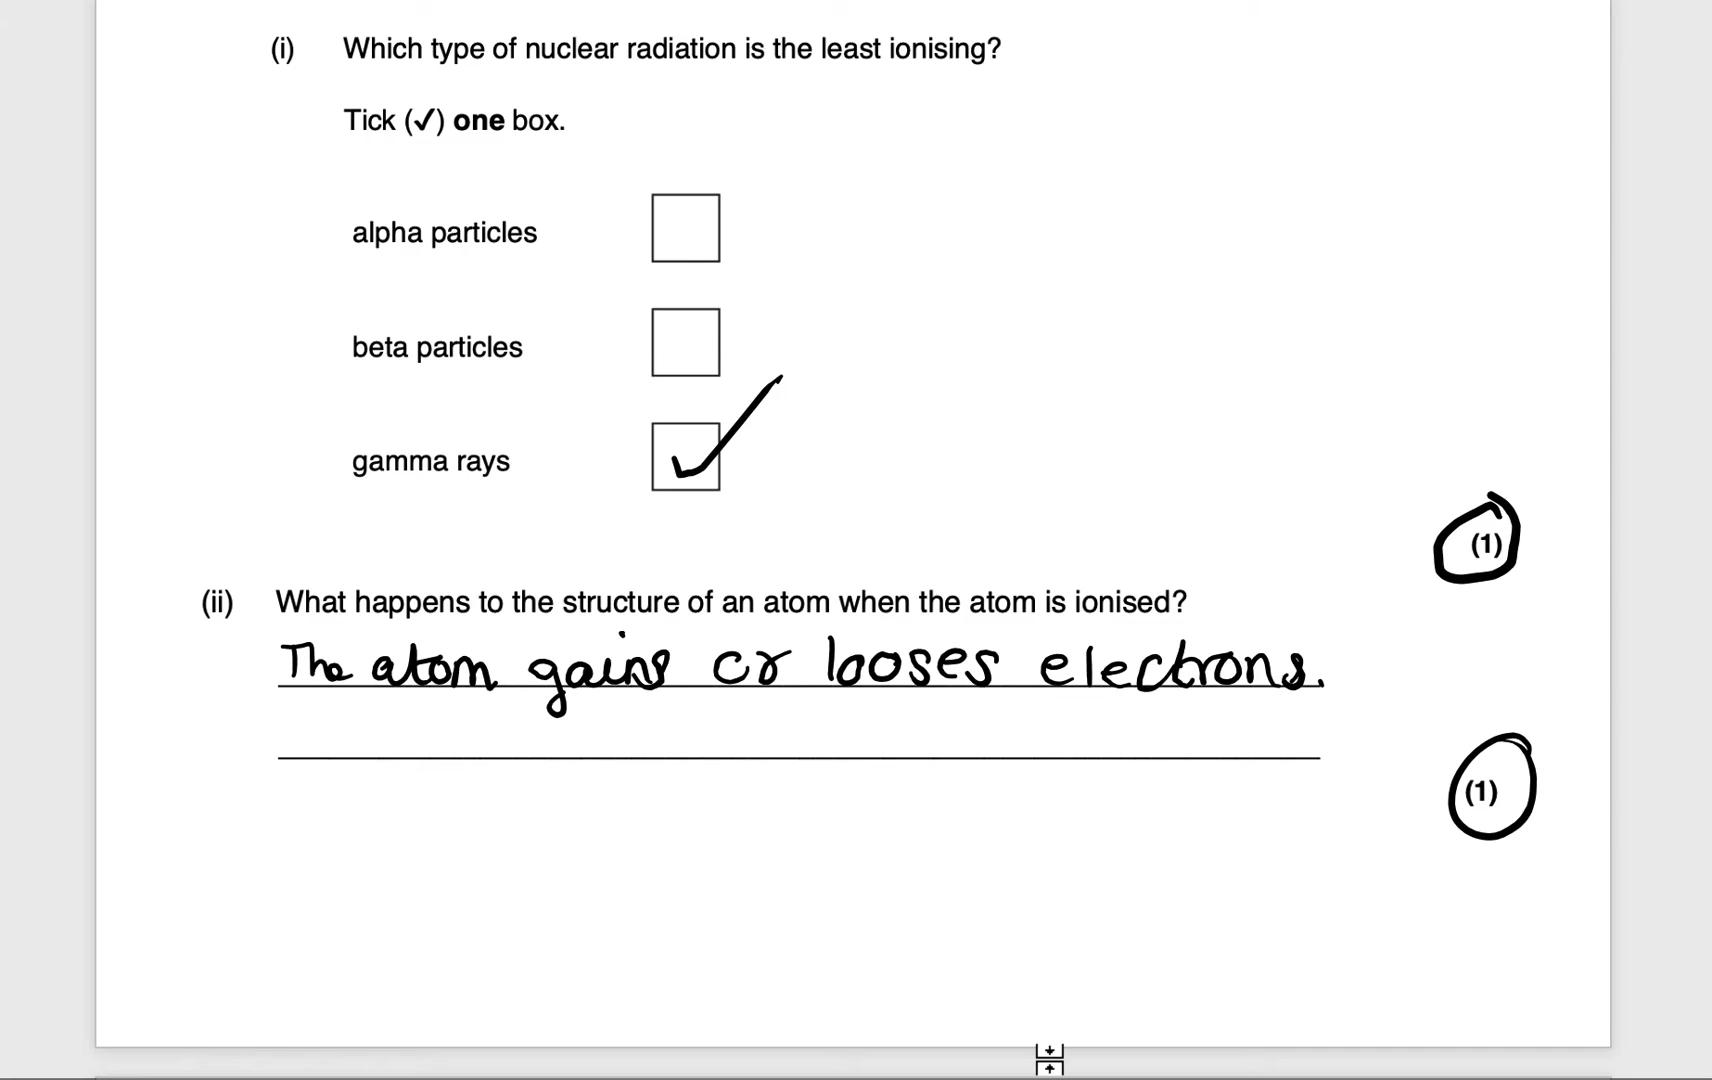 (i) Which type of nuclear radiation is the least ionising?
Tick (✓) one box.
alpha particles
beta particles
gamma rays
(1)
(ii) What happens to the structure of an atom when the atom is ionised?
The atom gains or looses electrons.
(1)